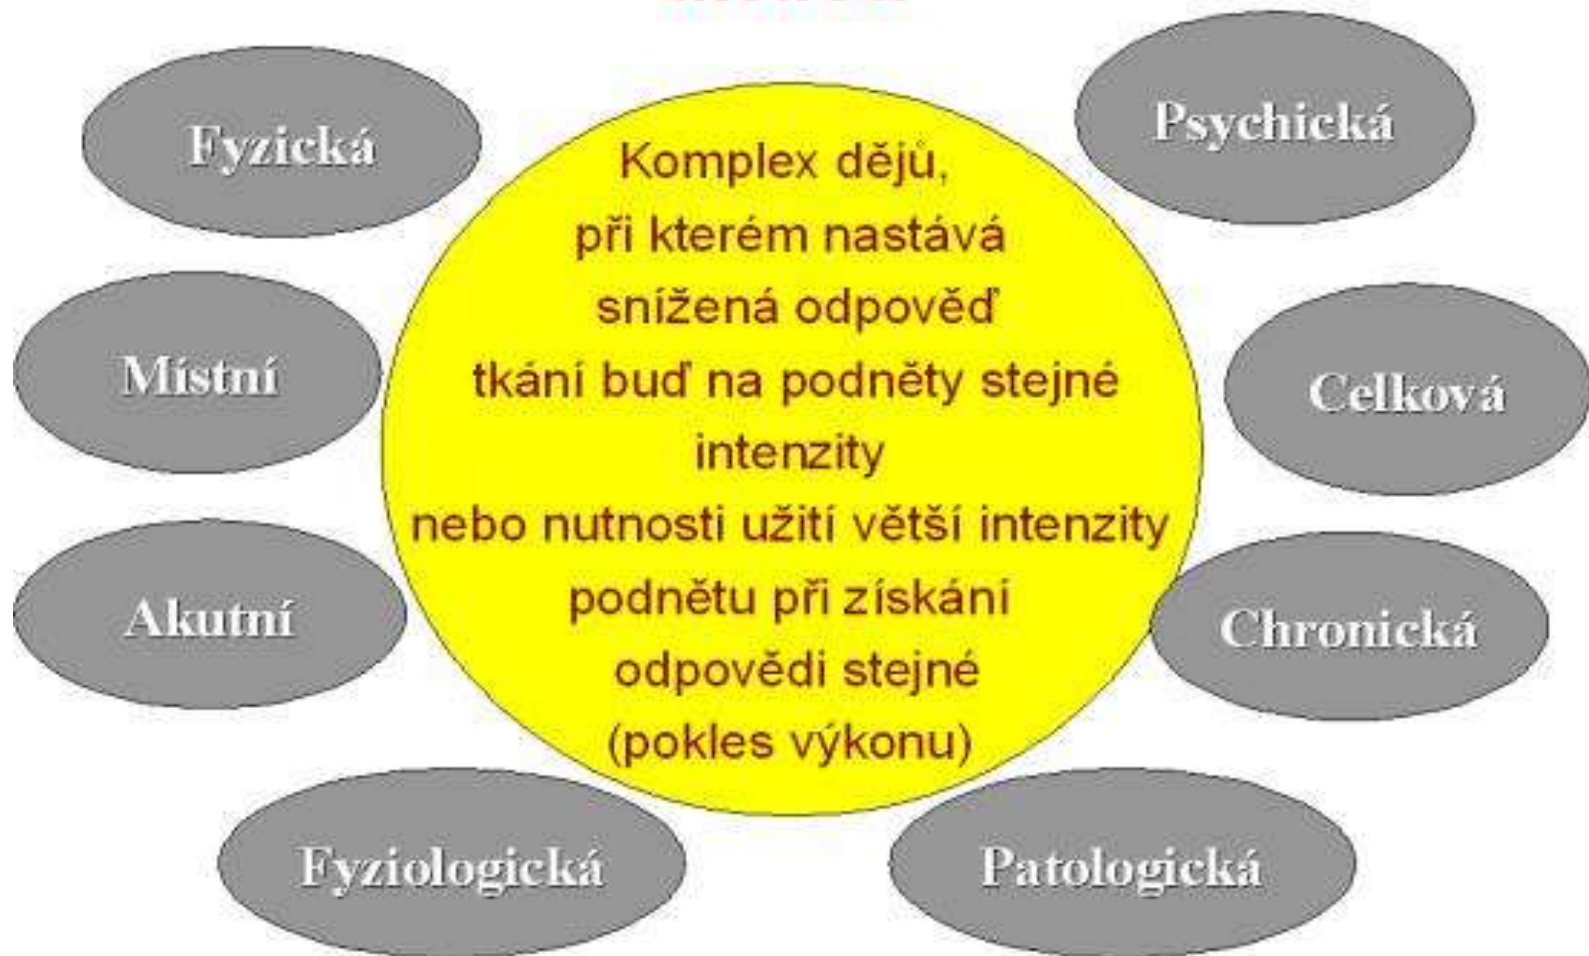 Fyzická
Psychická
Komplex dějů,
při kterém nastává
snížená odpověď
tkání buď na podněty stejné
intenzity
nebo nutnosti užití větší intenzity
podnětu při získání
odpovědi stejné
(pokles výkonu)
Místní
Celková
Akutní
Chronická
Fyziologická
Patologická